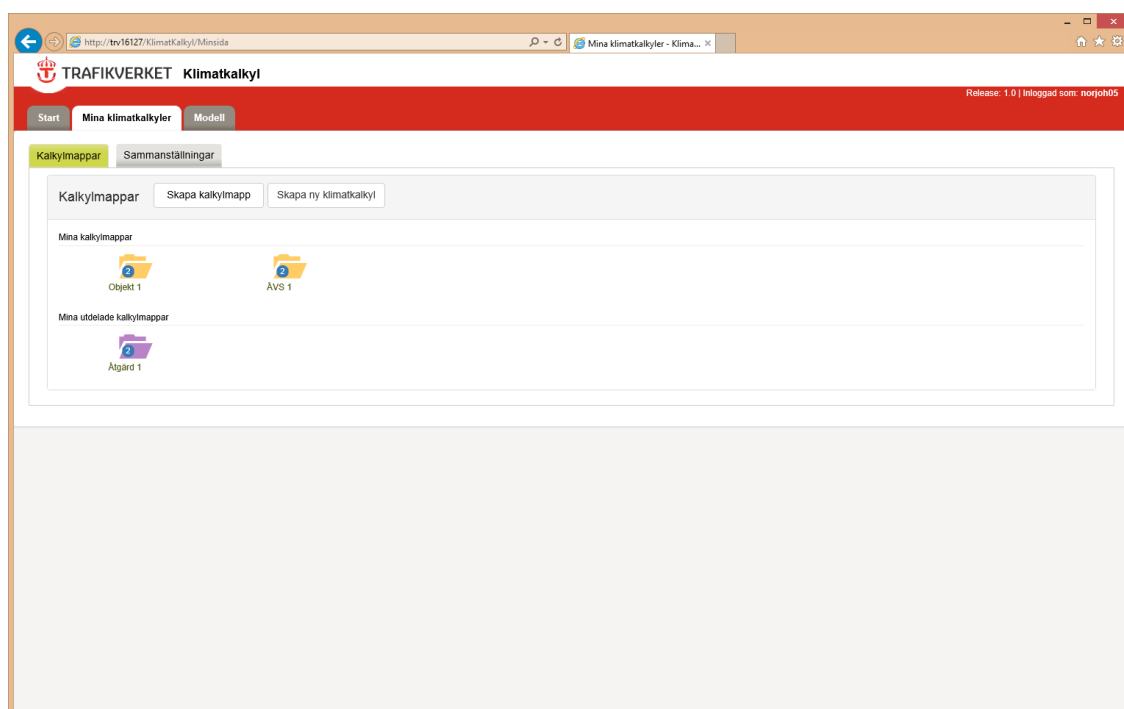 http://trv16127/KlimatKalkyl/Minsida
Mina klimatkalkyler - Klima...
TRAFIKVERKET Klimatkalkyl
Release: 1.0 | Inloggad som: norjoh05
Start Mina klimatkalkyler Modell
Kalkylmappar Sammanställningar
Kalkylmappar Skapa kalkylmapp Skapa ny klimatkalkyl
Mina kalkylmappar
2 2
Objekt 1 ÅVS 1
Mina utdelade kalkylmappar
2
Åtgärd 1